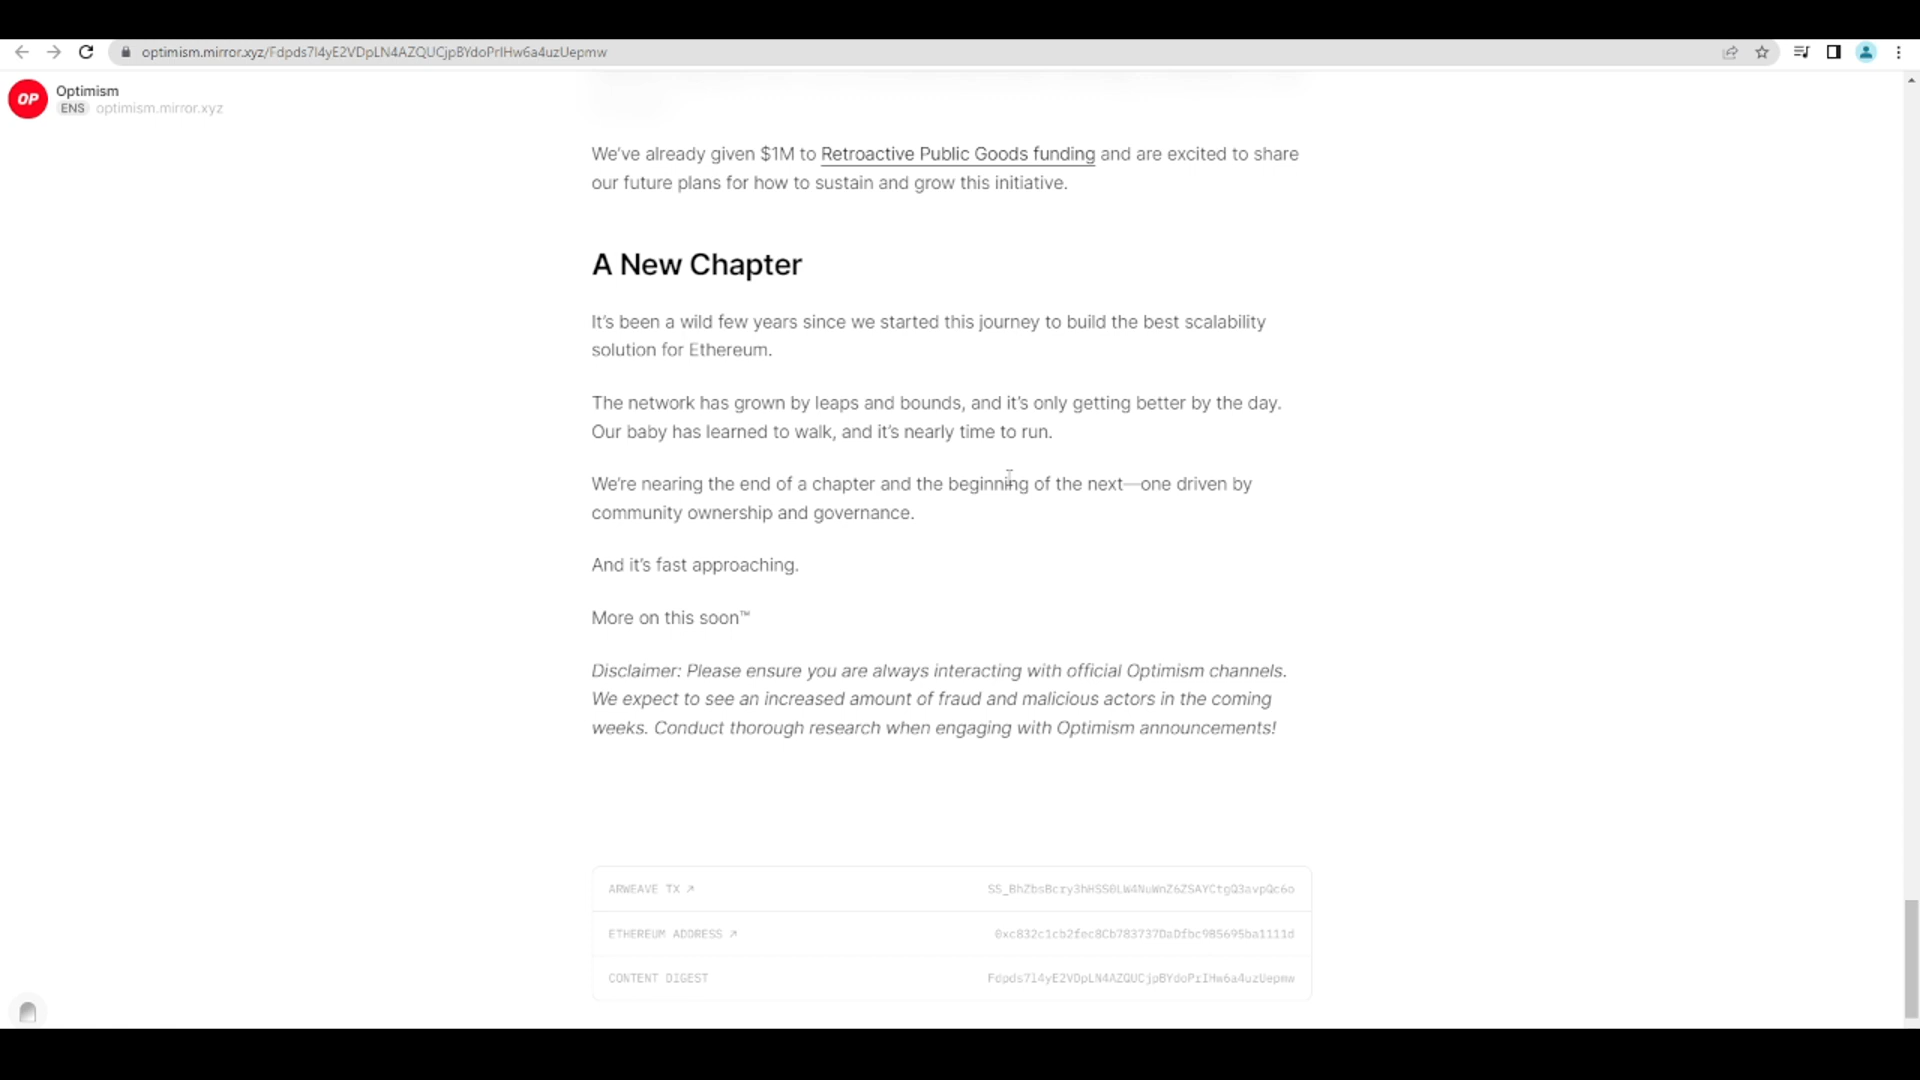 optimism.mirror.xyz/Fdpds7l4yE2VDpLN4AZQUCjpBYdoPrIHw6a4uzUepmw
OP
Optimism
ENS optimism.mirror.xyz
We’ve already given $1M to Retroactive Public Goods funding and are excited to share
our future plans for how to sustain and grow this initiative.
A New Chapter
It’s been a wild few years since we started this journey to build the best scalability
solution for Ethereum.
The network has grown by leaps and bounds, and it’s only getting better by the day.
Our baby has learned to walk, and it’s nearly time to run.
We’re nearing the end of a chapter and the beginning of the next—one driven by
community ownership and governance.
And it’s fast approaching.
More on this soon™
Disclaimer: Please ensure you are always interacting with official Optimism channels.
We expect to see an increased amount of fraud and malicious actors in the coming
weeks. Conduct thorough research when engaging with Optimism announcements!
ARWEAVE TX ↗ SS_BhZbsBcry3hHSS0LW4NuWnZ6ZSAYCtgQ3avpQc6o
ETHEREUM ADDRESS ↗ 0xc832c1cb2fec8Cb783737DaDfbc985695ba1111d
CONTENT DIGEST Fdpds7l4yE2VDpLN4AZQUCjpBYdoPrIHw6a4uzUepmw